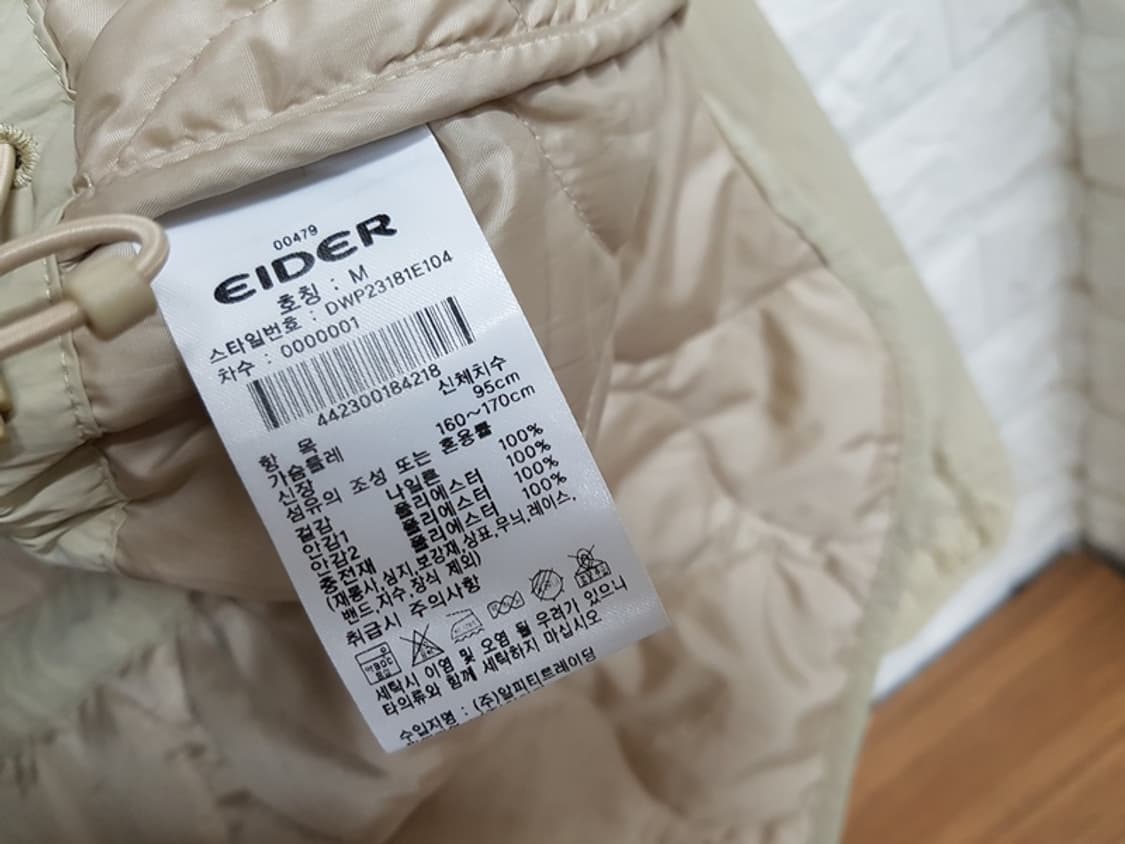 00479
EIDER
호칭 : M
스타일번호 : DWP23181E104
차수 : 0000001
442300184218
항 목 신체치수
가슴둘레 95cm
신장 160~170cm
섬유의 조성 또는 혼용률
겉감 나일론 100%
안감1 폴리에스터 100%
안감2 폴리에스터 100%
충전재 폴리에스터 100%
(재봉사,심지,보강재,상표,무늬,레이스,
밴드,자수,장식 제외)
취급시 주의사항
세탁시 이염 및 오염 될 우려가 있으니
타의류와 함께 세탁하지 마십시오
수입자명 : (주)알피티트레이딩